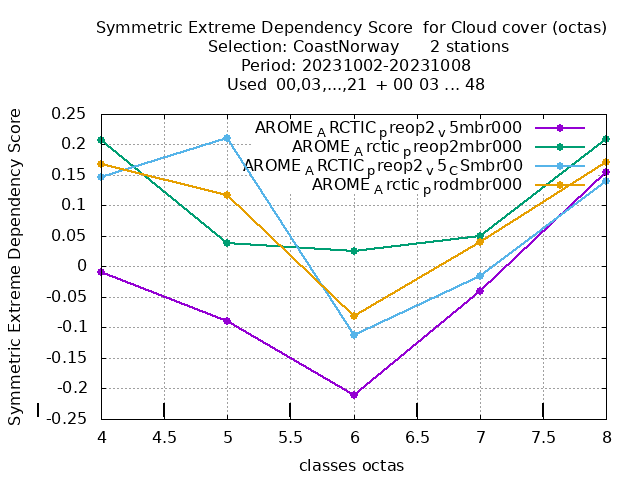 Symmetric Extreme Dependency Score  for Cloud cover (octas)
Selection: CoastNorway      2 stations
Period: 20231002-20231008
Used  00,03,...,21  + 00 03 ... 48
Symmetric Extreme Dependency Score
0.25
0.2
0.15
0.1
0.05
0
-0.05
-0.1
-0.15
-0.2
-0.25
AROME_ARCTIC_preop2_v5mbr000
AROME_Arctic_preop2mbr000
AROME_ARCTIC_preop2_v5_CSmbr00
AROME_Arctic_prodmbr000
4 4.5 5 5.5 6 6.5 7 7.5 8
classes octas